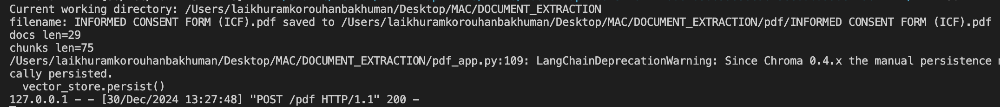 Current working directory: /Users/laikhuramkorouhanbakhuman/Desktop/MAC/DOCUMENT_EXTRACTION
filename: INFORMED CONSENT FORM (ICF).pdf saved to /Users/laikhuramkorouhanbakhuman/Desktop/MAC/DOCUMENT_EXTRACTION/pdf/INFORMED CONSENT FORM (ICF).pdf
docs len=29
chunks len=75
/Users/laikhuramkorouhanbakhuman/Desktop/MAC/DOCUMENT_EXTRACTION/pdf_app.py:109: LangChainDeprecationWarning: Since Chroma 0.4.x the manual persistence
cally persisted.
  vector_store.persist()
127.0.0.1 - - [30/Dec/2024 13:27:48] "POST /pdf HTTP/1.1" 200 -